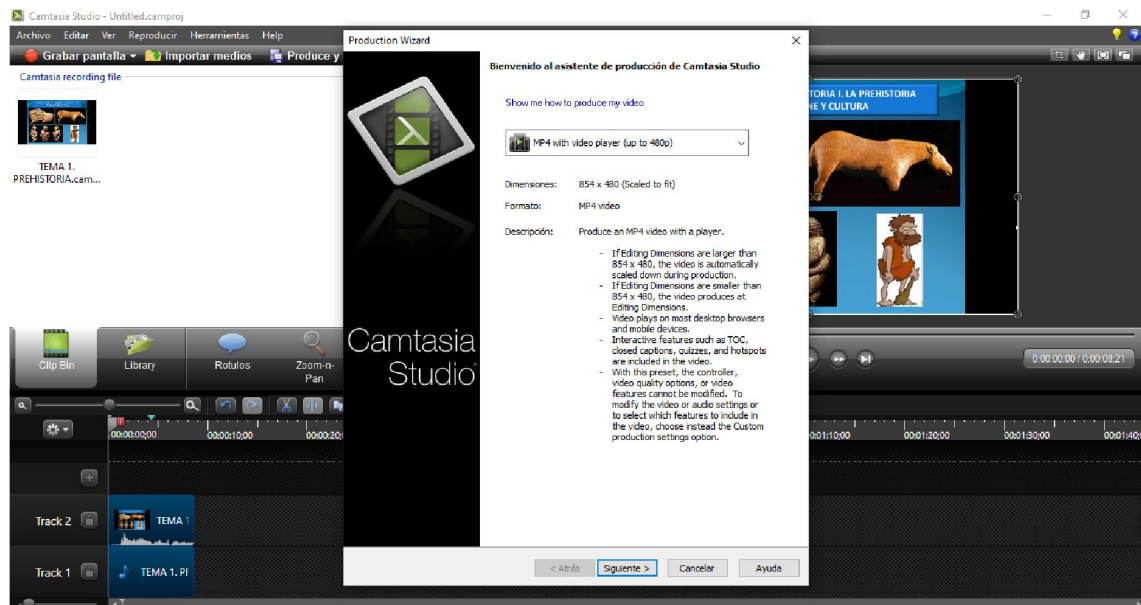 Camtasia Studio - Untitled.camproj
Archivo Editar Ver Reproducir Herramientas Help
Grabar pantalla Importar medios Produce y
Camtasia recording file
TEMA 1.
PREHISTORIA.cam...
Production Wizard
Bienvenido al asistente de producción de Camtasia Studio
Show me how to produce my video
MP4 with video player (up to 480p)
Dimensiones: 854 x 480 (Scaled to fit)
Formato: MP4 video
Descripción: Produce an MP4 video with a player.
- If Editing Dimensions are larger than
854 x 480, the video is automatically
scaled down during production.
- If Editing Dimensions are smaller than
854 x 480, the video produces at
Editing Dimensions.
- Video plays on most desktop browsers
and mobile devices.
- Interactive features such as TOC,
closed captions, quizzes, and hotspots
are included in the video.
- With this preset, the controller,
video quality options, or video
features cannot be modified. To
modify the video or audio settings or
to select which features to include in
the video, choose instead the Custom
production settings option.
Camtasia
Studio
< Atrás Siguiente > Cancelar Ayuda
TORIA I. LA PREHISTORIA
E Y CULTURA
Clip Bin Library Rotulos Zoom-n-
Pan
0:00:00;00 / 0:00:08;21
00:00:00;00 00:00:10;00 00:00:20; 0:01:10;00 00:01:20;00 00:01:30;00 00:01:40;
Track 2 TEMA 1
Track 1 TEMA 1. PI